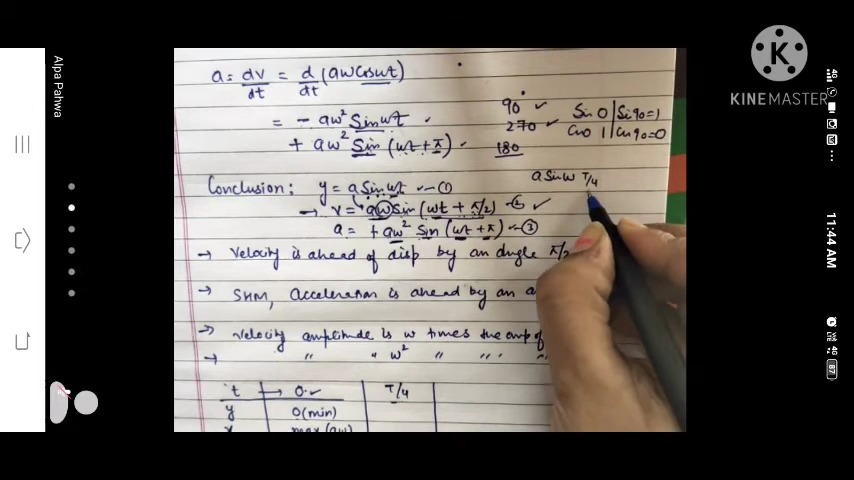 Alpa Pahwa
KINEMASTER
11:44 AM
87
a = dv/dt = d/dt (aω cos ωt)
= - aω² Sin ωt
+ aω² Sin (ωt + π)
90 ✓
270 ✓
180
Sin 0 | Sin 90 = 1
Cos 0 1 | Cos 90 = 0
a Sin ω T/4
Conclusion: y = a Sin ωt - ①
→ v = aω Sin (ωt + π/2) - ② ✓
a = + aω² Sin (ωt + π) - ③
→ Velocity is ahead of disp by an angle π/2
→ SHM, acceleration is ahead by an a
→ Velocity amplitude is ω times the amp of
→ " " ω² " " "
t → 0 ✓ | T/4
y | 0 (min)
max (aω)